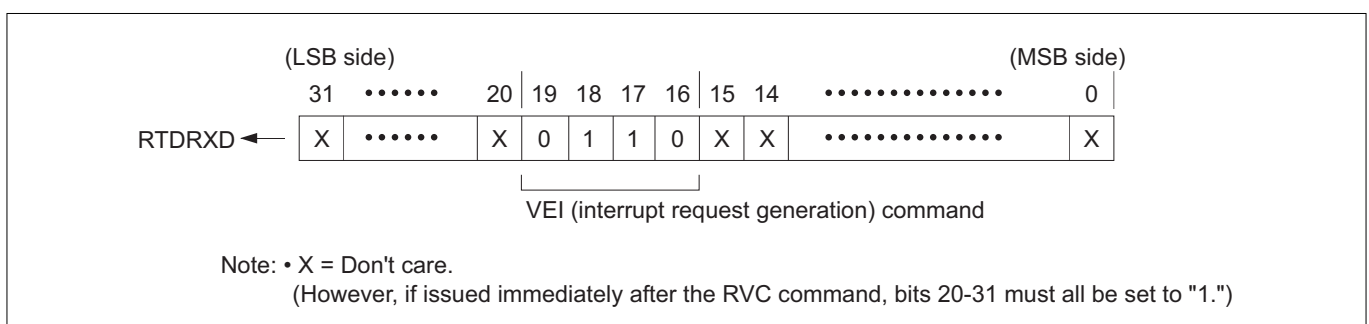 (LSB side) (MSB side)
31 •••••• 20 19 18 17 16 15 14 •••••••••••••• 0
RTDRXD X •••••• X 0 1 1 0 X X •••••••••••••• X
VEI (interrupt request generation) command
Note: • X = Don't care.
(However, if issued immediately after the RVC command, bits 20-31 must all be set to "1.")